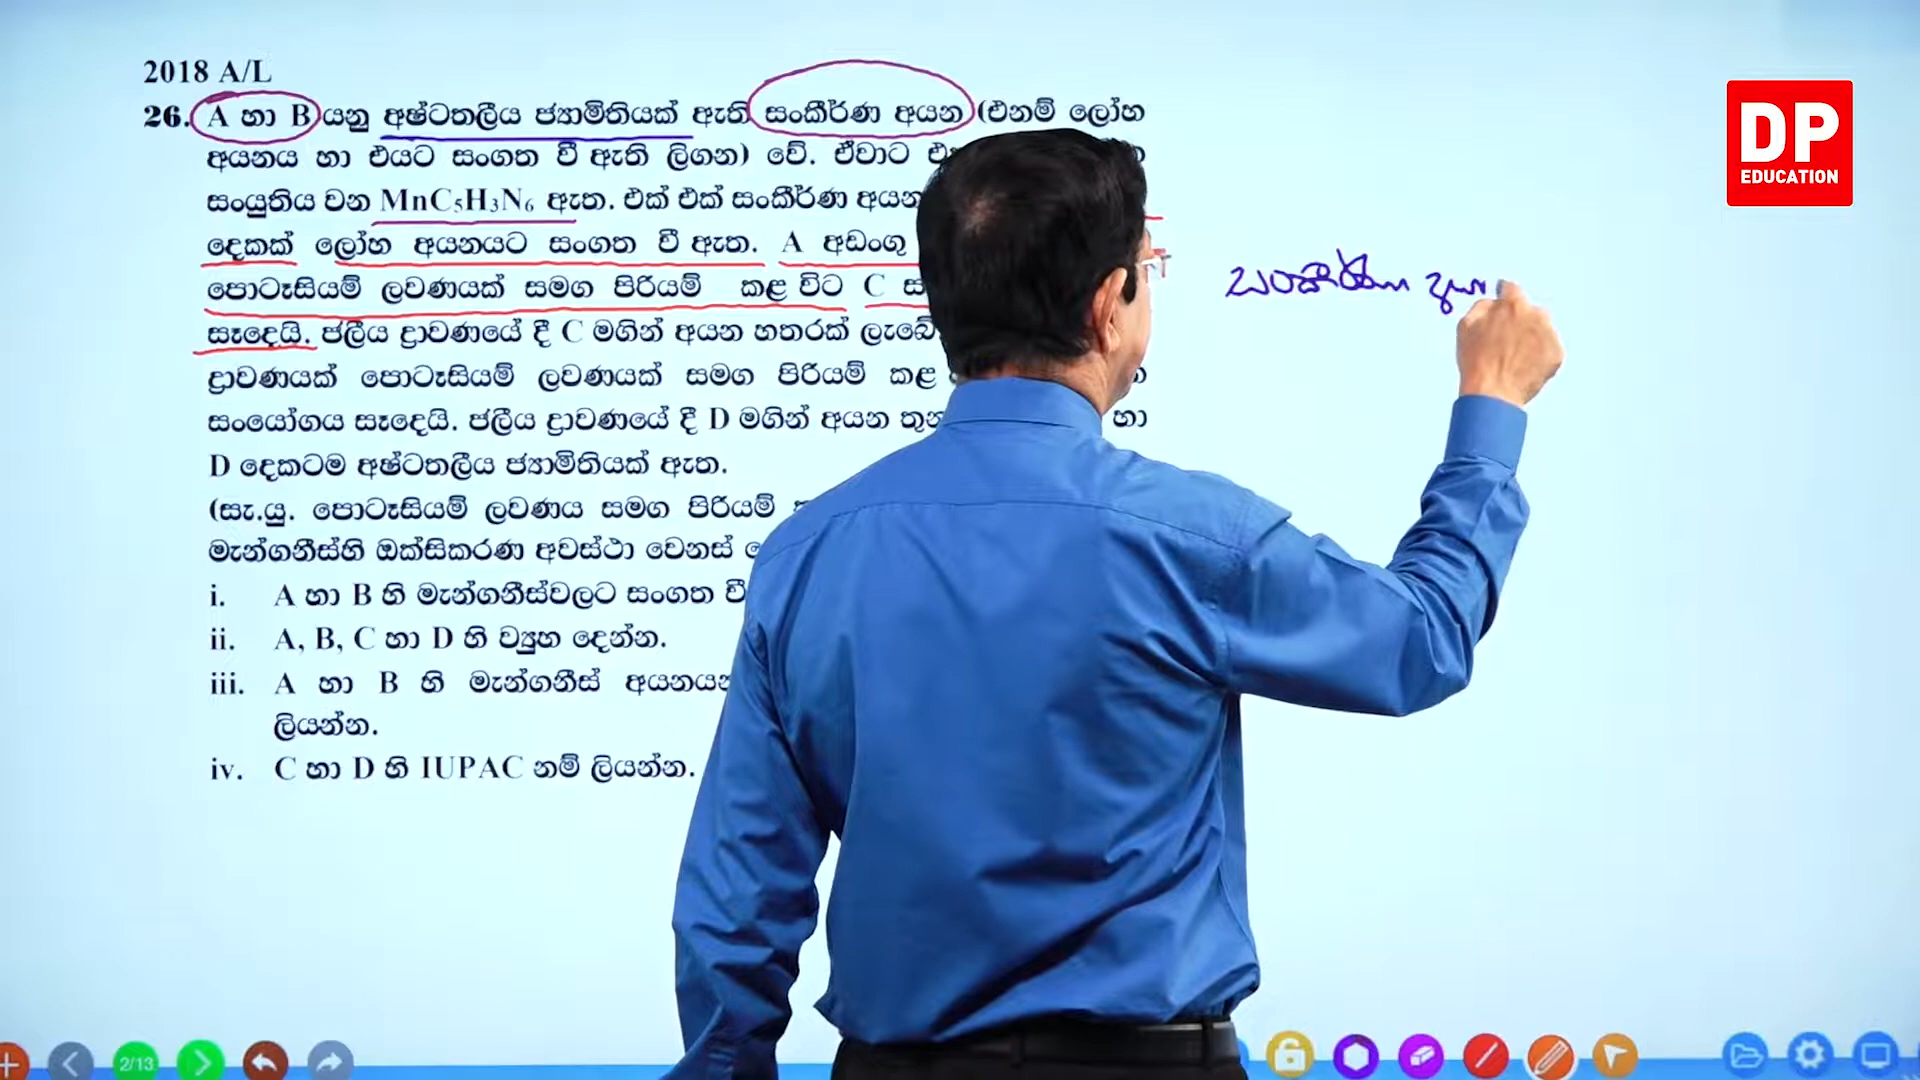 2018 A/L
26. A හා B යනු අෂ්ටතලීය ජ්‍යාමිතියක් ඇති සංකීර්ණ අයන (එනම් ලෝහ
අයනය හා එයට සංගත වී ඇති ලිගන) වේ. ඒවාට
සංයුතිය වන MnC₅H₃N₆ ඇත. එක් එක් සංකීර්ණ
දෙකක් ලෝහ අයනයට සංගත වී ඇත. A අඩංගු
පොටෑසියම් ලවණයක් සමග පිරියම් කළ විට C
සෑදෙයි. ජලීය ද්‍රාවණයේ දී C මගින් අයන හතරක්
ද්‍රාවණයක් පොටෑසියම් ලවණයක් සමග පිරියම් කළ
සංයෝගය සෑදෙයි. ජලීය ද්‍රාවණයේ දී D මගින් අයන හා
D දෙකටම අෂ්ටතලීය ජ්‍යාමිතියක් ඇත.
(සැ.යු. පොටෑසියම් ලවණය සමග පිරියම්
මැන්ගනීස්හි ඔක්සිකරණ අවස්ථා වෙනස්
i. A හා B හි මැන්ගනීස්වලට සංගත වී
ii. A, B, C හා D හි ව්‍යුහ දෙන්න.
iii. A හා B හි මැන්ගනීස්
ලියන්න.
iv. C හා D හි IUPAC නම් ලියන්න.
සංකීර්ණ
DP
EDUCATION
2/13